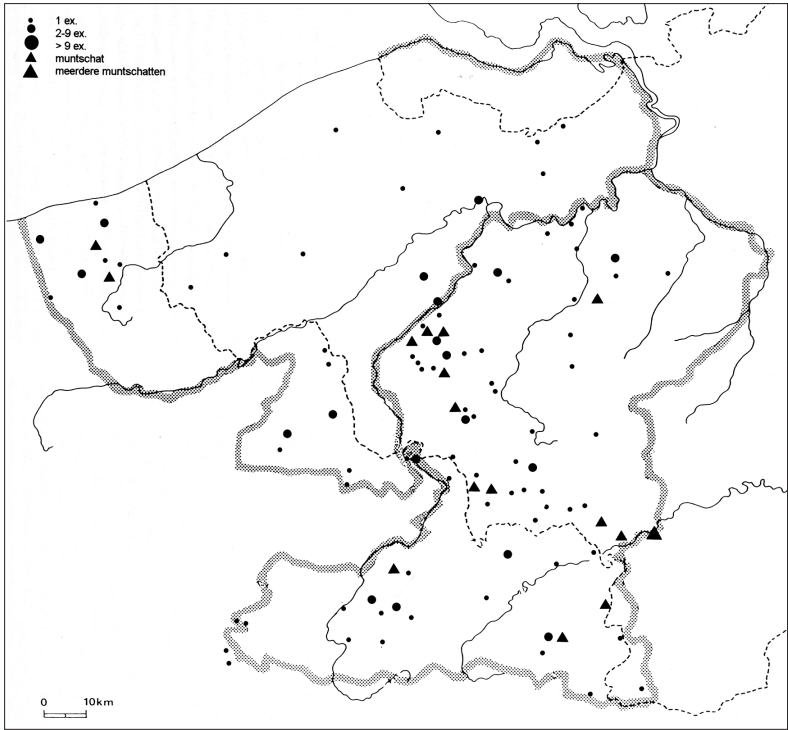 1 ex.
2-9 ex.
> 9 ex.
muntschat
meerdere muntschatten
0 10km